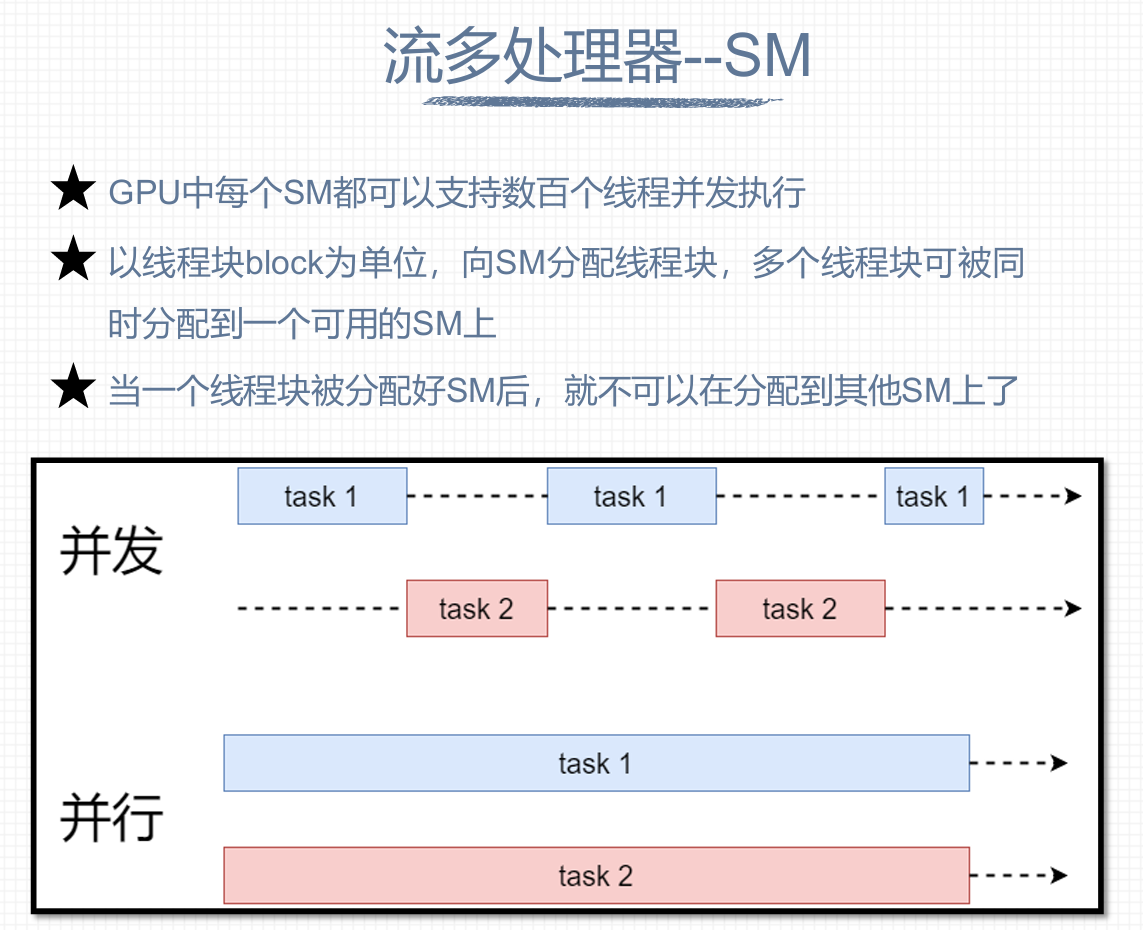 流多处理器--SM
GPU中每个SM都可以支持数百个线程并发执行
以线程块block为单位，向SM分配线程块，多个线程块可被同
时分配到一个可用的SM上
当一个线程块被分配好SM后，就不可以在分配到其他SM上了
task 1 task 1 task 1
并发
task 2 task 2
task 1
并行
task 2